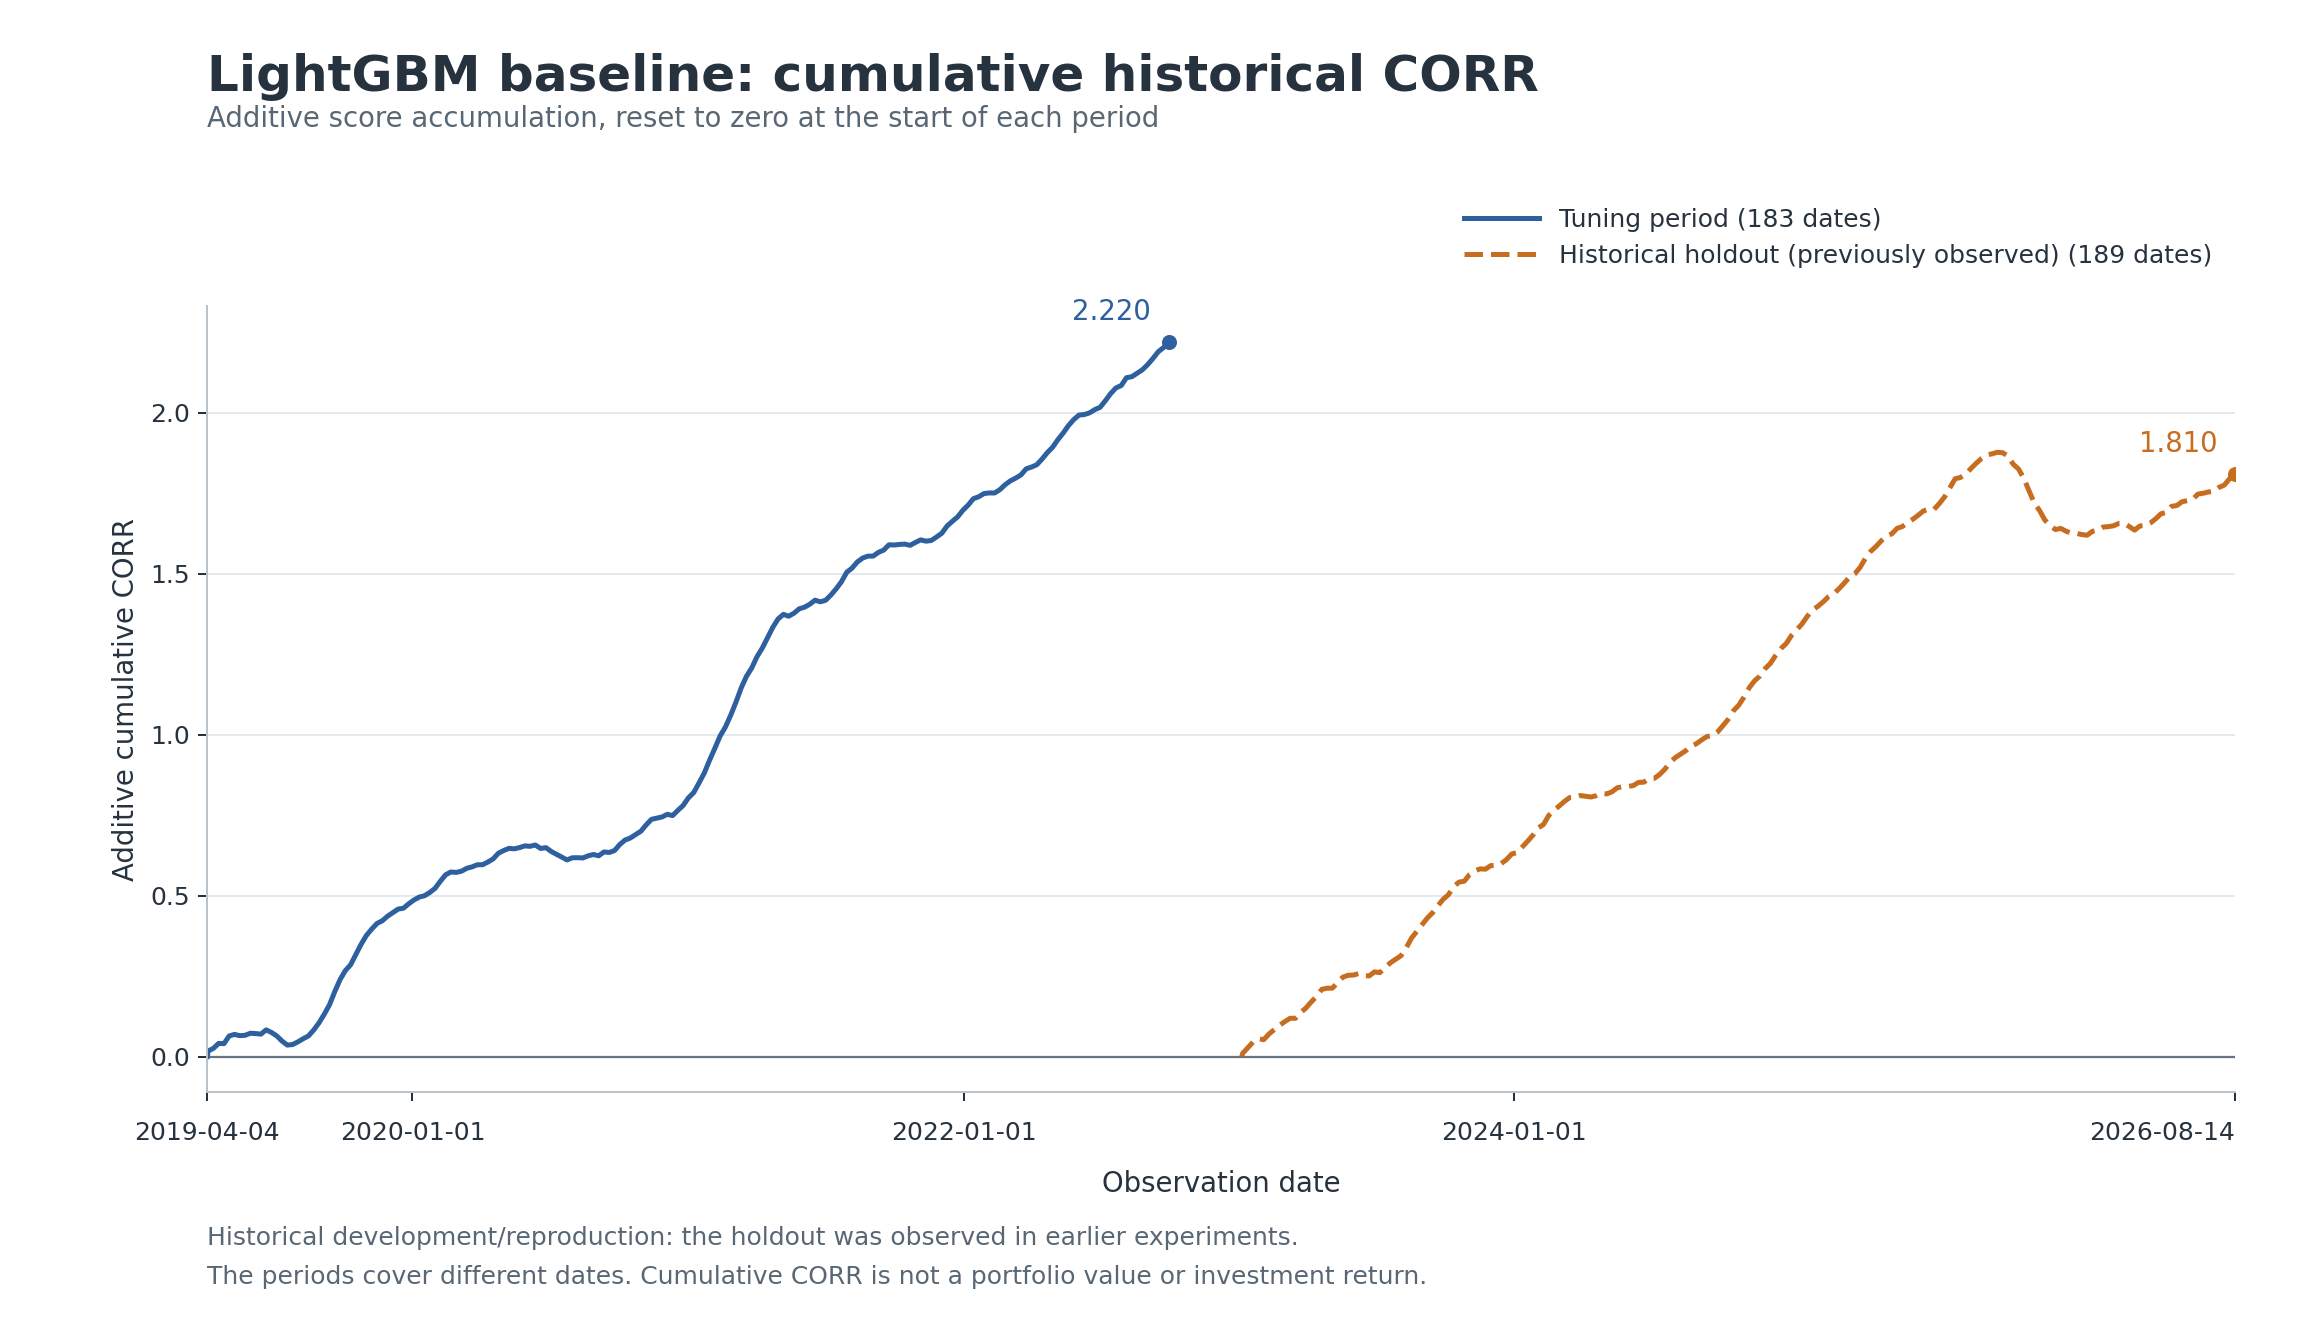 LightGBM baseline: cumulative historical CORR
Additive score accumulation, reset to zero at the start of each period
Tuning period (183 dates)
Historical holdout (previously observed) (189 dates)
2.220
1.810
Additive cumulative CORR
2.0
1.5
1.0
0.5
0.0
2019-04-04 2020-01-01 2022-01-01 2024-01-01 2026-08-14
Observation date
Historical development/reproduction: the holdout was observed in earlier experiments.
The periods cover different dates. Cumulative CORR is not a portfolio value or investment return.